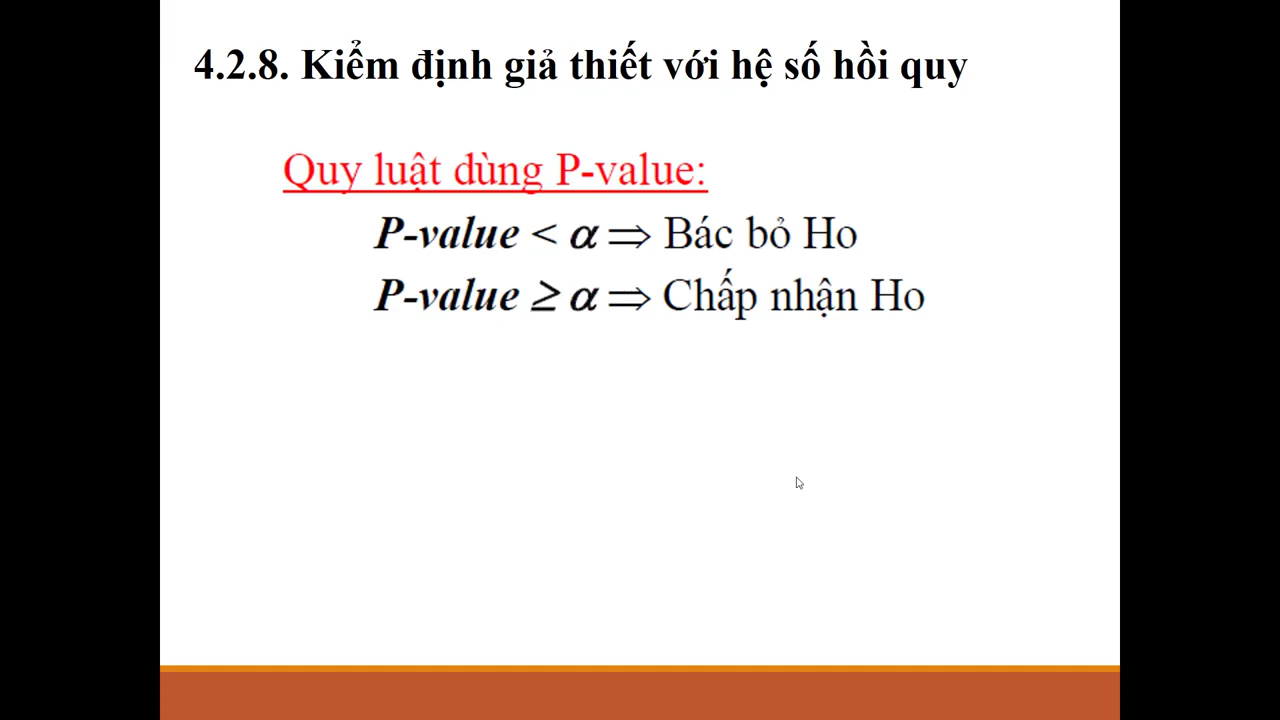 4.2.8. Kiểm định giả thiết với hệ số hồi quy
Quy luật dùng P-value:
P-value < α ⇒ Bác bỏ Ho
P-value ≥ α ⇒ Chấp nhận Ho